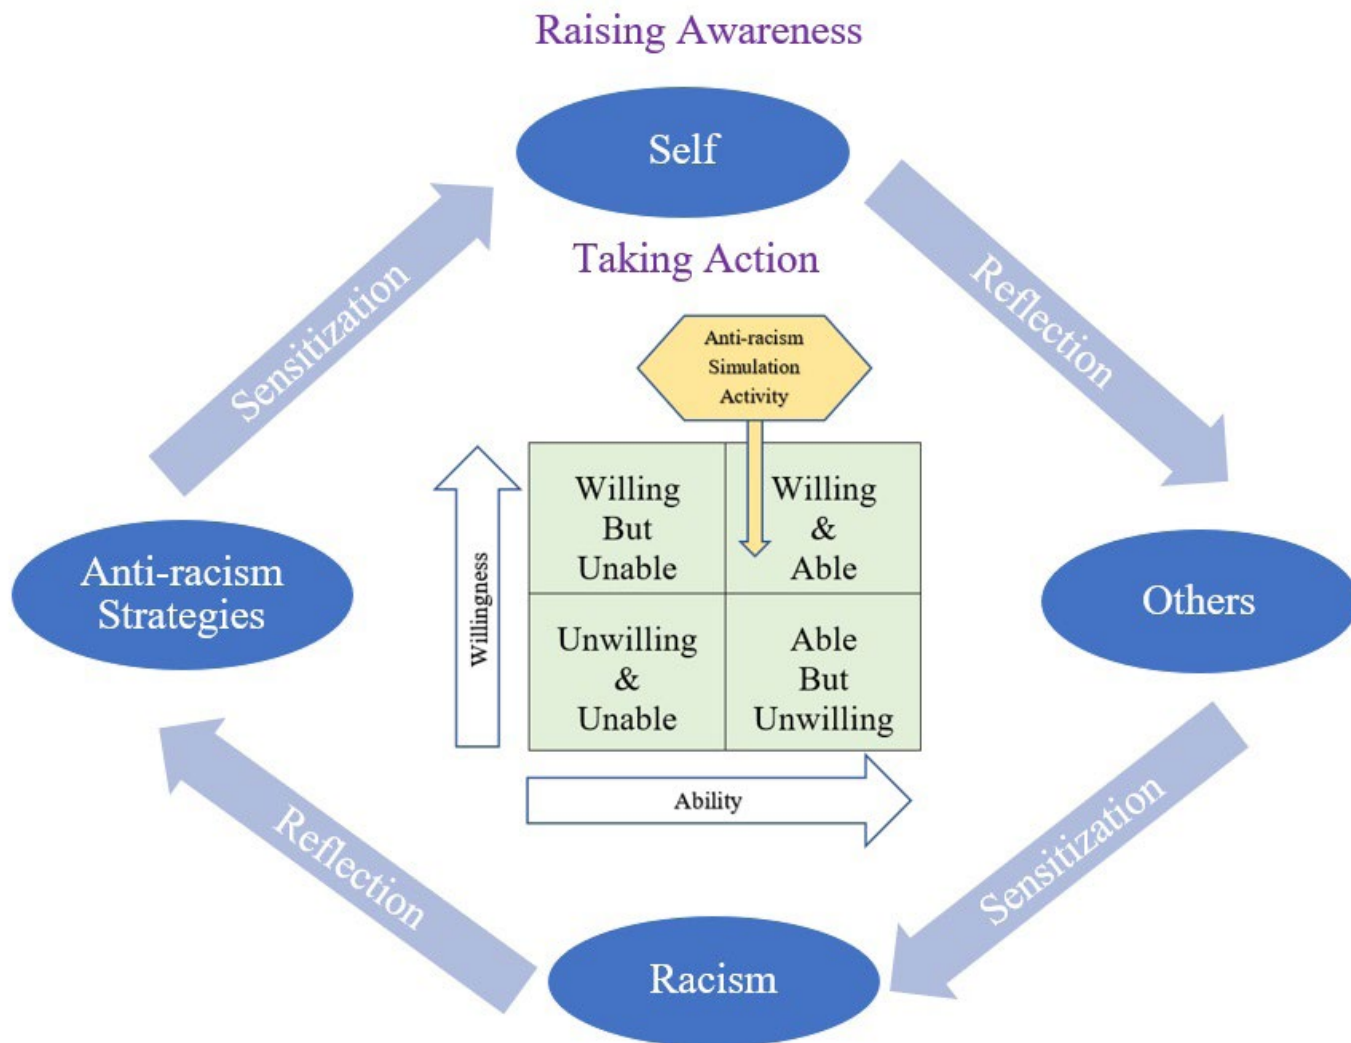 Raising Awareness
Self
Sensitization
Reflection
Taking Action
Anti-racism
Simulation
Activity
Willingness
Willing
But
Unable
Willing
&
Able
Unwilling
&
Unable
Able
But
Unwilling
Ability
Anti-racism
Strategies
Others
Reflection
Sensitization
Racism